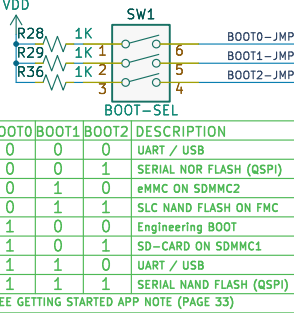 VDD
SW1
R28 1K 1 6 BOOT0-JMP
R29 1K 2 5 BOOT1-JMP
R36 1K 3 4 BOOT2-JMP
BOOT-SEL
OOT0 BOOT1 BOOT2 DESCRIPTION
0 0 0 UART / USB
0 0 1 SERIAL NOR FLASH (QSPI)
0 1 0 eMMC ON SDMMC2
0 1 1 SLC NAND FLASH ON FMC
1 0 0 Engineering BOOT
1 0 1 SD-CARD ON SDMMC1
1 1 0 UART / USB
1 1 1 SERIAL NAND FLASH (QSPI)
EE GETTING STARTED APP NOTE (PAGE 33)